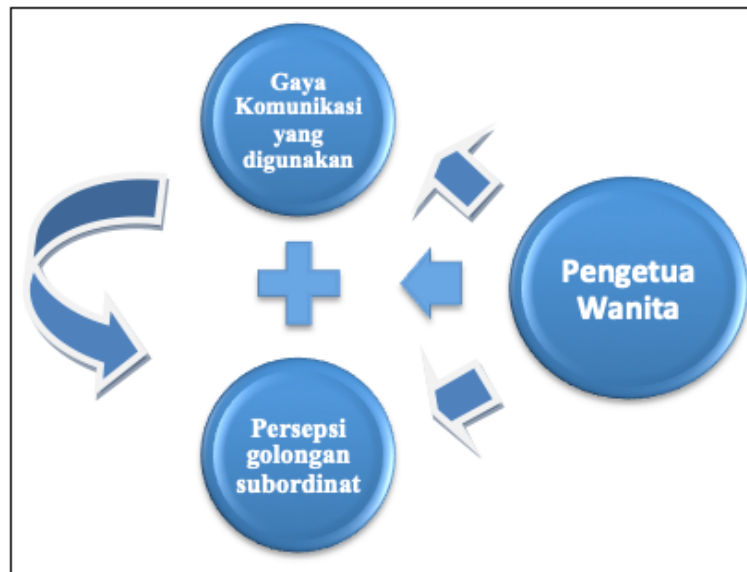 Gaya
Komunikasi
yang
digunakan
Pengetua
Wanita
Persepsi
golongan
subordinat